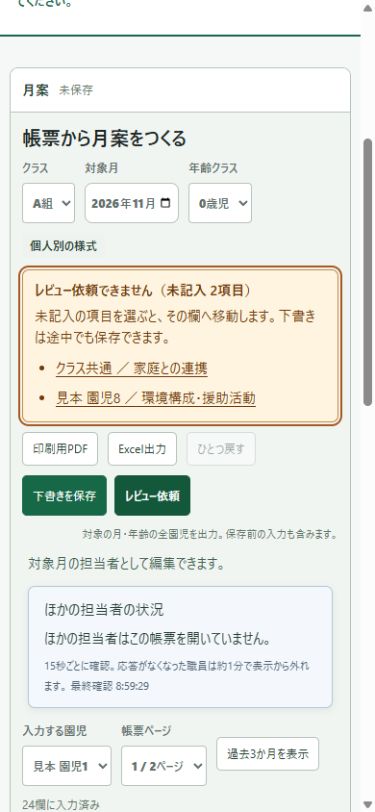 てください。
月案 未保存
帳票から月案をつくる
クラス 対象月 年齢クラス
A組 2026年11月 0歳児
個人別の様式
レビュー依頼できません（未記入 2項目）
未記入の項目を選ぶと、その欄へ移動します。下書き
は途中でも保存できます。
• クラス共通 ／ 家庭との連携
• 見本 園児8 ／ 環境構成・援助活動
印刷用PDF Excel出力 ひとつ戻す
下書きを保存 レビュー依頼
対象の月・年齢の全園児を出力。保存前の入力も含みます。
対象月の担当者として編集できます。
ほかの担当者の状況
ほかの担当者はこの帳票を開いていません。
15秒ごとに確認。応答がなくなった職員は約1分で表示から外れ
ます。 最終確認 8:59:29
入力する園児 帳票ページ
見本 園児1 1 / 2ページ 過去3か月を表示
24欄に入力済み